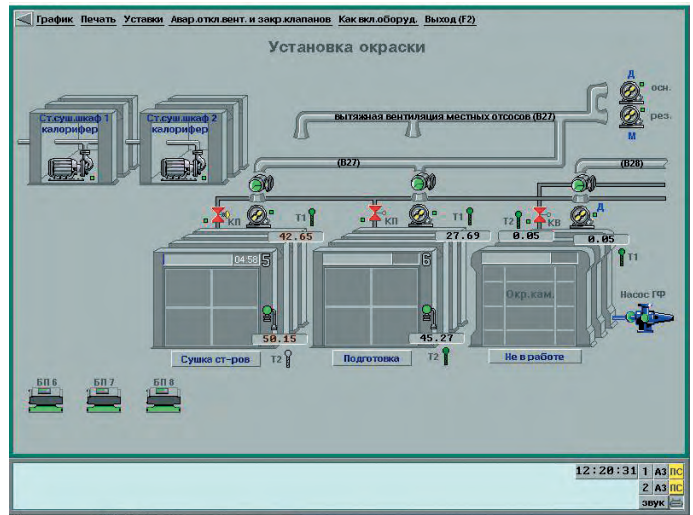 График Печать Уставки Авар.откл.вент. и закр.клапанов Как вкл.оборуд. Выход (F2)
Установка окраски
Д
осн.
Ст.суш.шкаф 1
калорифер
Ст.суш.шкаф 2
калорифер
вытяжная вентиляция местных отсосов (В27)
рез.
М
(В27)
(В28)
КП
Т1
КП
Т1
Т2
КВ
Д
42.65
27.69
0.05
0.05
04:58
5
6
Т1
Окр.кам.
Насос ГФ
50.15
45.27
Сушка ст-ров
Т2
Подготовка
Т2
Не в работе
БП 6
БП 7
БП 8
12:20:31
1 АЗ ПС
2 АЗ ПС
звук